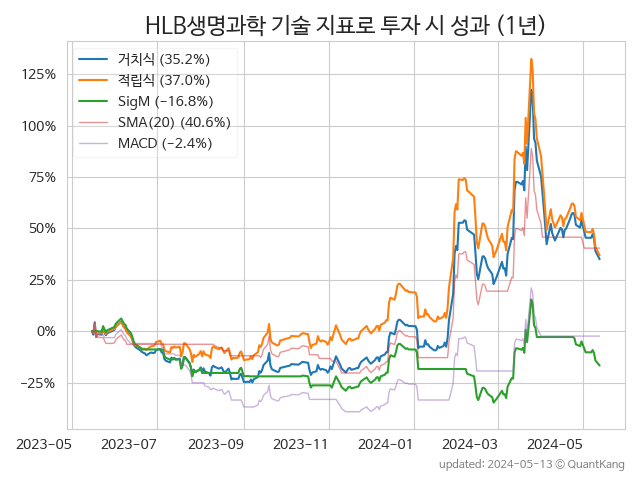 HLB생명과학 기술 지표로 투자 시 성과 (1년)
거치식 (35.2%)
적립식 (37.0%)
SigM (−16.8%)
SMA(20) (40.6%)
MACD (−2.4%)
125%
100%
75%
50%
25%
0%
−25%
2023-05 2023-07 2023-09 2023-11 2024-01 2024-03 2024-05
updated: 2024-05-13 © QuantKang